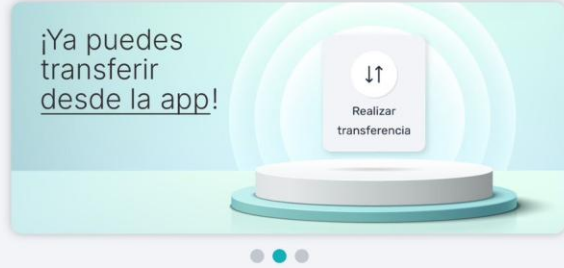 ¡Ya puedes
transferir
desde la app!
Realizar
transferencia